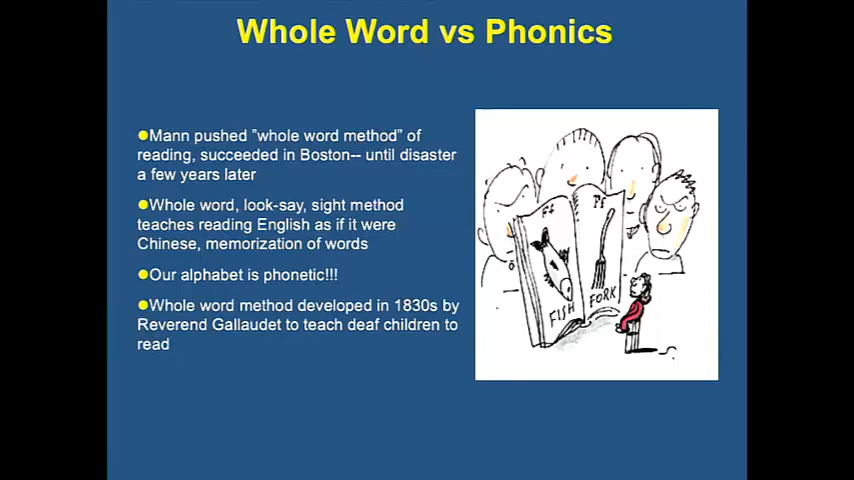 Whole Word vs Phonics
●Mann pushed "whole word method" of
reading, succeeded in Boston-- until disaster
a few years later
●Whole word, look-say, sight method
teaches reading English as if it were
Chinese, memorization of words
●Our alphabet is phonetic!!!
●Whole word method developed in 1830s by
Reverend Gallaudet to teach deaf children to
read
Ff
Ff
FISH
FORK